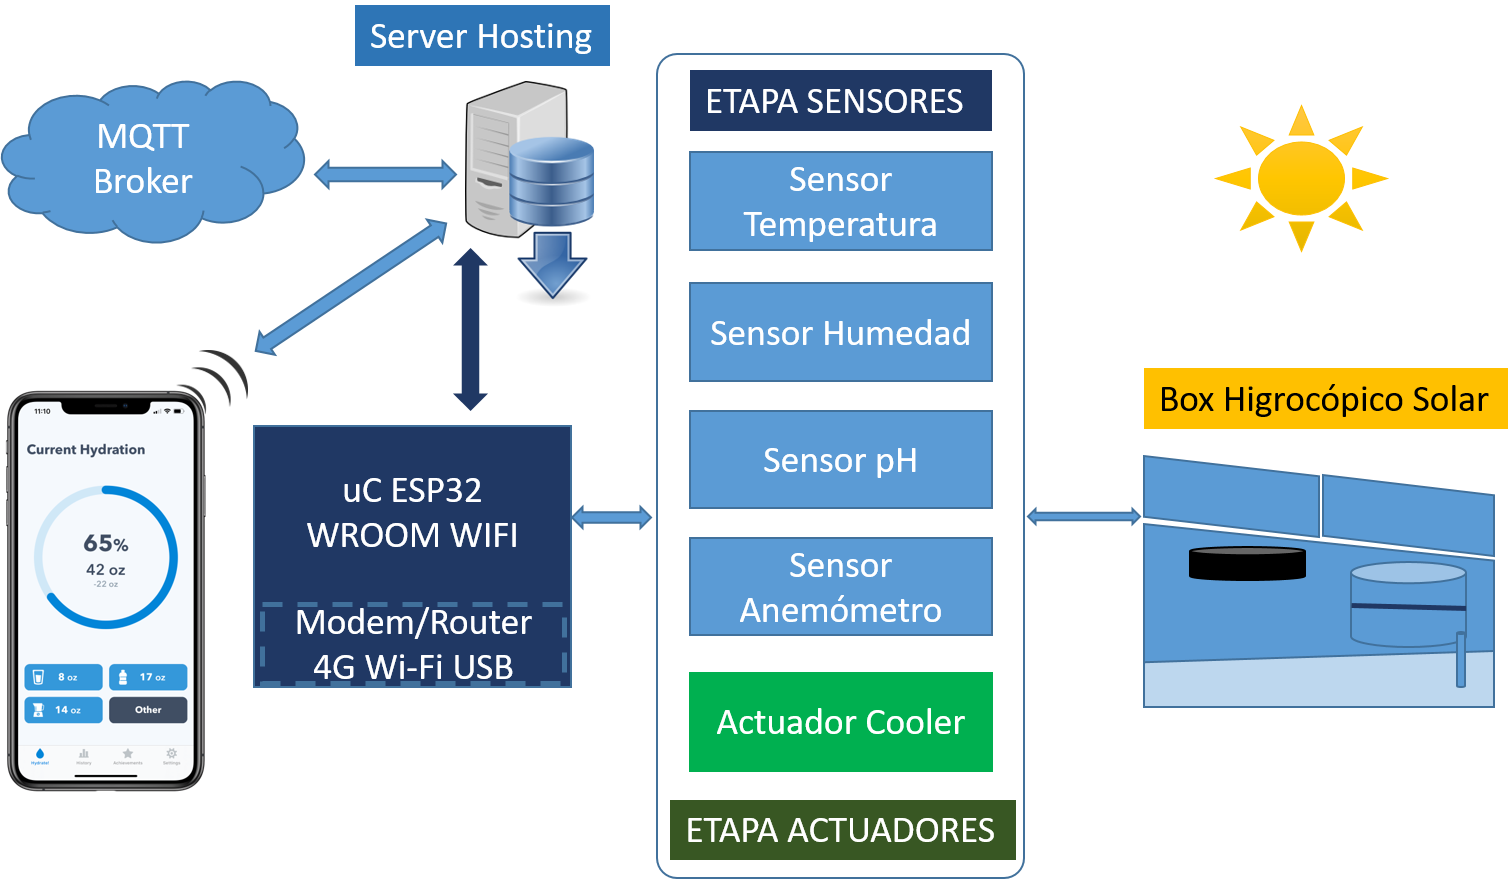 Server Hosting
MQTT
Broker
ETAPA SENSORES
Sensor
Temperatura
Sensor Humedad
Sensor pH
Sensor
Anemómetro
Actuador Cooler
ETAPA ACTUADORES
Box Higrocópico Solar
uC ESP32
WROOM WIFI
Modem/Router
4G Wi-Fi USB
11:10
Current Hydration
65%
42 oz
-22 oz
8 oz
17 oz
14 oz
Other
Hydrate!
History
Achievements
Settings